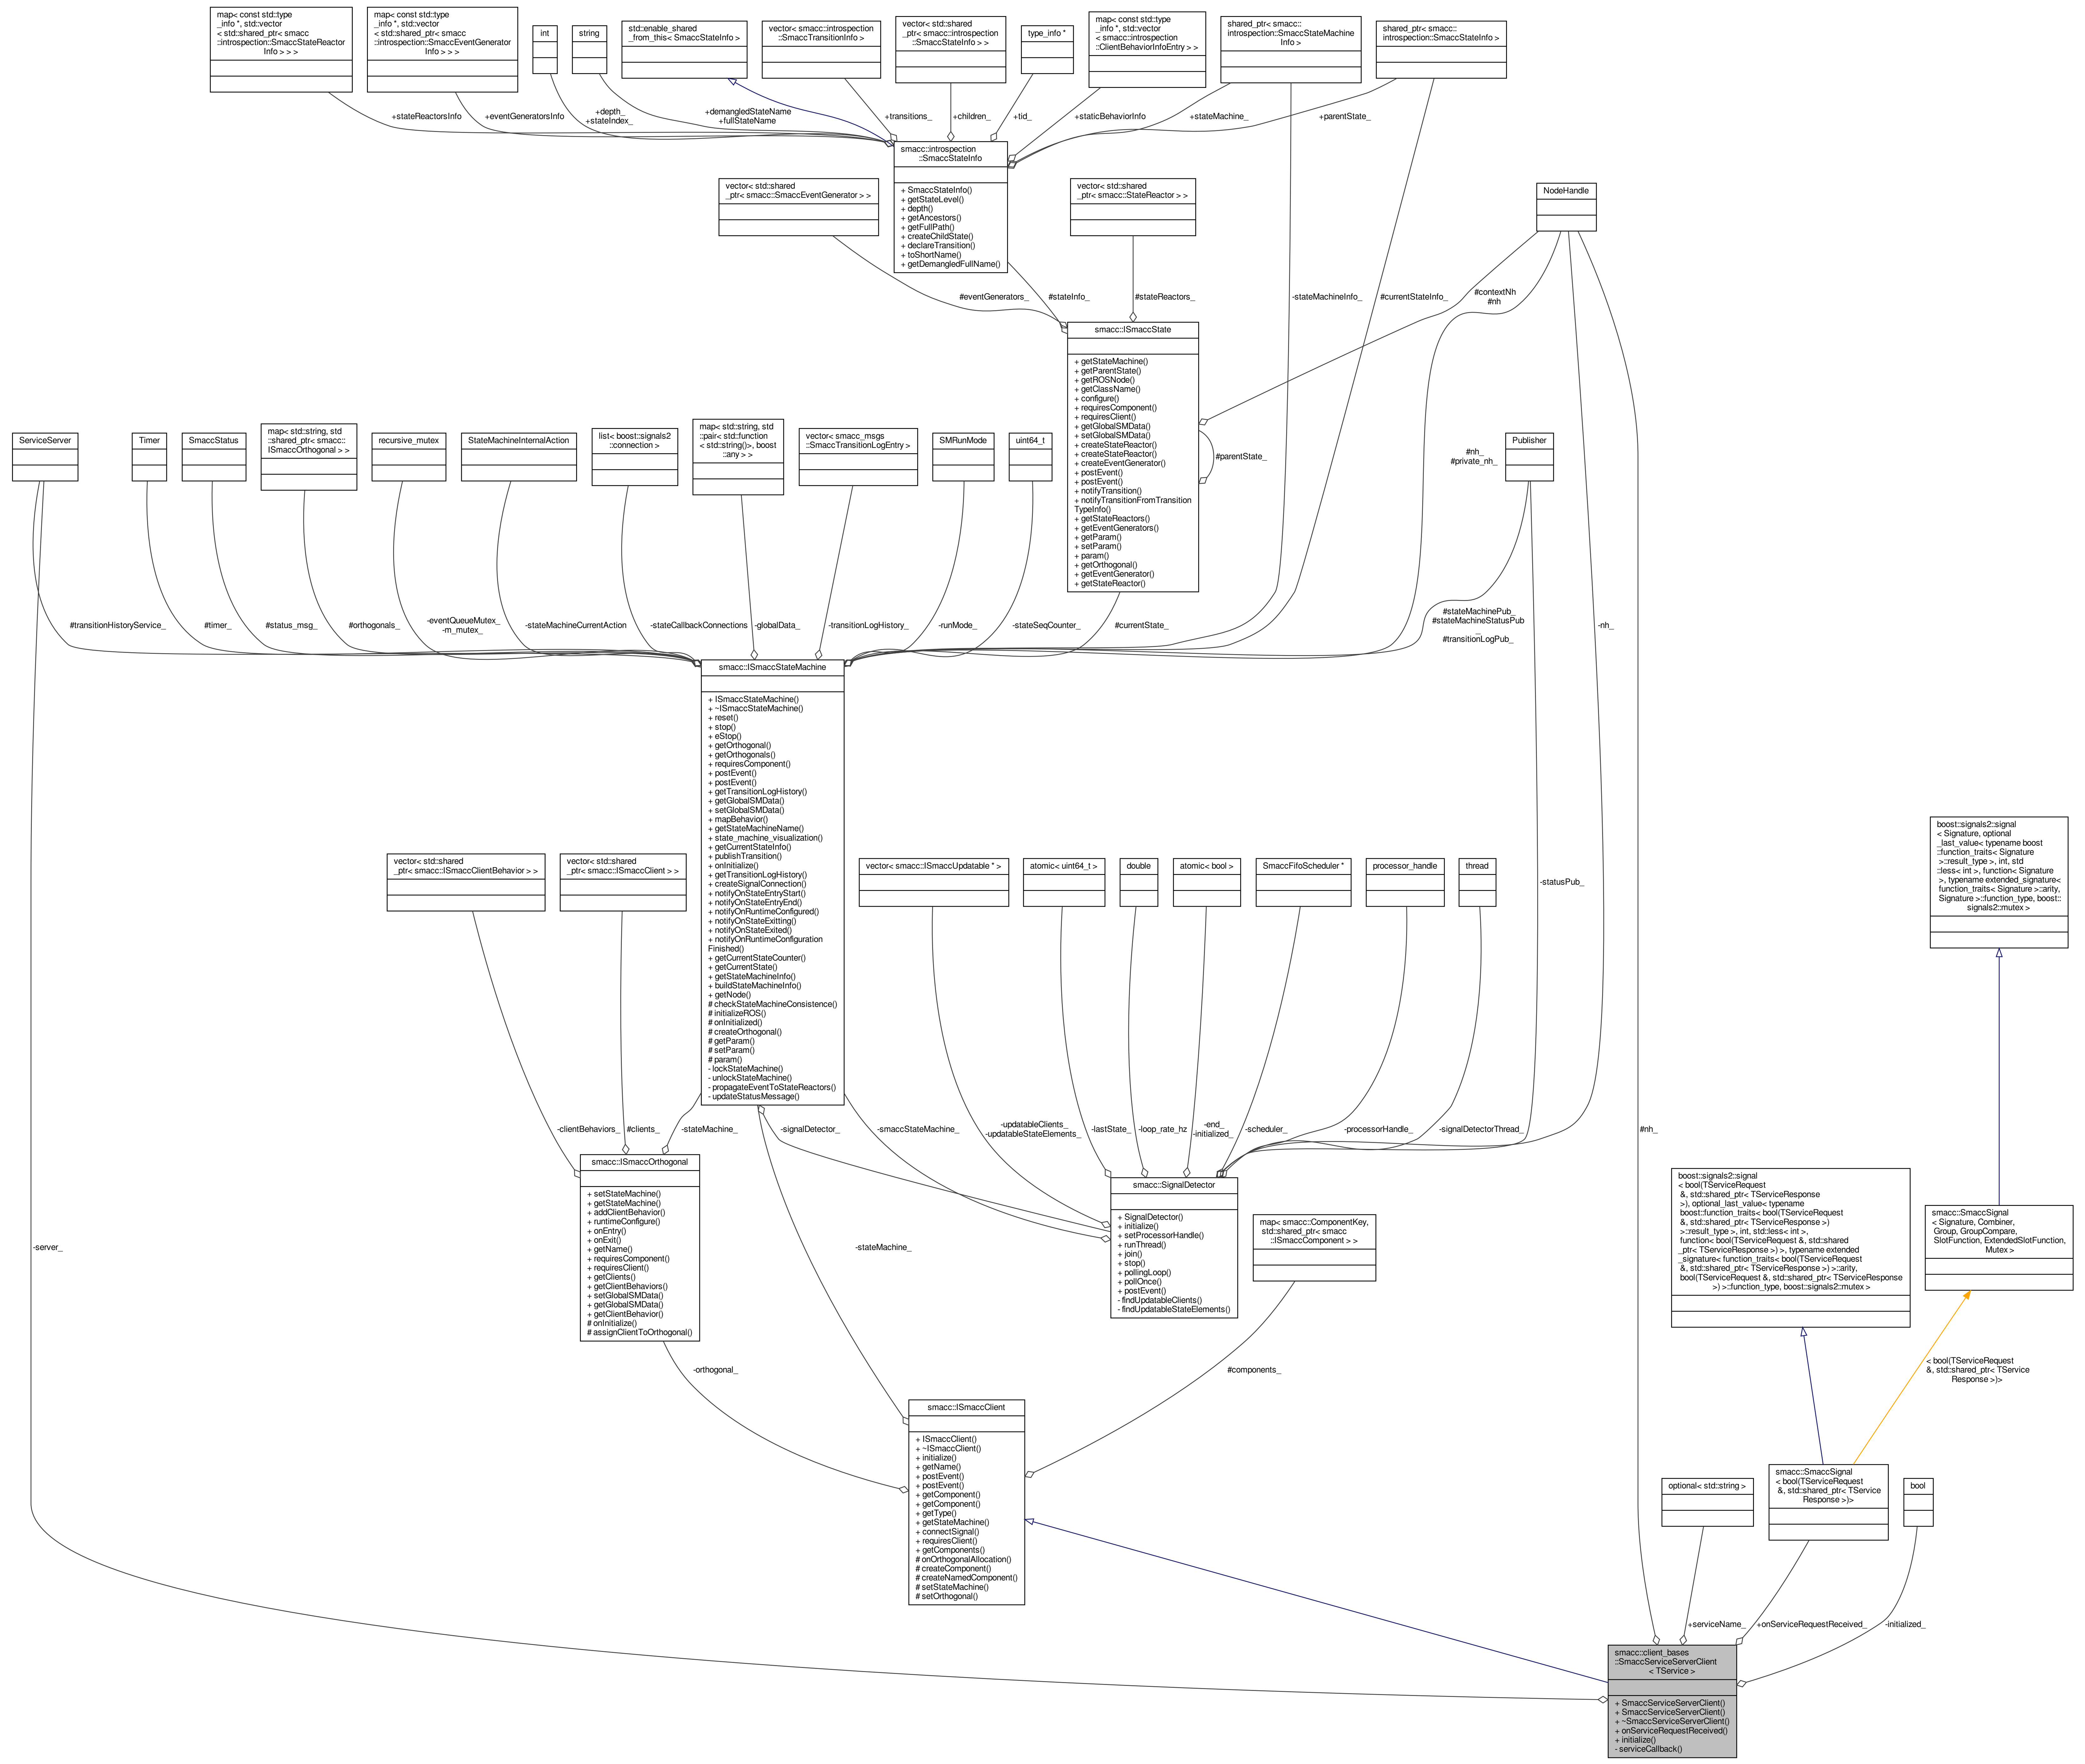 map< const std::type
_info *, std::vector
< std::shared_ptr< smacc
::introspection::SmaccStateReactor
Info > > >
map< const std::type
_info *, std::vector
< std::shared_ptr< smacc
::introspection::SmaccEventGenerator
Info > > >
int
string
std::enable_shared
_from_this< SmaccStateInfo >
vector< smacc::introspection
::SmaccTransitionInfo >
vector< std::shared
_ptr< smacc::introspection
::SmaccStateInfo > >
type_info *
map< const std::type
_info *, std::vector
< smacc::introspection
::ClientBehaviorInfoEntry > >
shared_ptr< smacc::
introspection::SmaccStateMachine
Info >
shared_ptr< smacc::
introspection::SmaccStateInfo >
+stateReactorsInfo
+eventGeneratorsInfo
+depth_
+stateIndex_
+demangledStateName
+fullStateName
+transitions_
+children_
+tid_
+staticBehaviorInfo
+stateMachine_
+parentState_
smacc::introspection
::SmaccStateInfo
+ SmaccStateInfo()
+ getStateLevel()
+ depth()
+ getAncestors()
+ getFullPath()
+ createChildState()
+ declareTransition()
+ toShortName()
+ getDemangledFullName()
vector< std::shared
_ptr< smacc::SmaccEventGenerator > >
vector< std::shared
_ptr< smacc::StateReactor > >
NodeHandle
#eventGenerators_
#stateInfo_
#stateReactors_
-stateMachineInfo_
#currentStateInfo_
#contextNh
#nh
smacc::ISmaccState
+ getStateMachine()
+ getParentState()
+ getROSNode()
+ getClassName()
+ configure()
+ requiresComponent()
+ requiresClient()
+ getGlobalSMData()
+ setGlobalSMData()
+ createStateReactor()
+ createStateReactor()
+ createEventGenerator()
+ postEvent()
+ postEvent()
+ notifyTransition()
+ notifyTransitionFromTransition
TypeInfo()
+ getStateReactors()
+ getEventGenerators()
+ getParam()
+ setParam()
+ param()
+ getOrthogonal()
+ getEventGenerator()
+ getStateReactor()
#parentState_
ServiceServer
Timer
SmaccStatus
map< std::string, std
::shared_ptr< smacc::
ISmaccOrthogonal > >
recursive_mutex
StateMachineInternalAction
list< boost::signals2
::connection >
map< std::string, std
::pair< std::function
< std::string()>, boost
::any > >
vector< smacc_msgs
::SmaccTransitionLogEntry >
SMRunMode
uint64_t
#nh_
#private_nh_
Publisher
#transitionHistoryService_
#timer_
#status_msg_
#orthogonals_
-eventQueueMutex_
-m_mutex_
-stateMachineCurrentAction
-stateCallbackConnections
-globalData_
-transitionLogHistory_
-runMode_
-stateSeqCounter_
#currentState_
#stateMachinePub_
#stateMachineStatusPub
_
#transitionLogPub_
-nh_
smacc::ISmaccStateMachine
+ ISmaccStateMachine()
+ ~ISmaccStateMachine()
+ reset()
+ stop()
+ eStop()
+ getOrthogonal()
+ getOrthogonals()
+ requiresComponent()
+ postEvent()
+ postEvent()
+ getTransitionLogHistory()
+ getGlobalSMData()
+ setGlobalSMData()
+ mapBehavior()
+ getStateMachineName()
+ state_machine_visualization()
+ getCurrentStateInfo()
+ publishTransition()
+ onInitialize()
+ getTransitionLogHistory()
+ createSignalConnection()
+ notifyOnStateEntryStart()
+ notifyOnStateEntryEnd()
+ notifyOnRuntimeConfigured()
+ notifyOnStateExitting()
+ notifyOnStateExited()
+ notifyOnRuntimeConfiguration
Finished()
+ getCurrentStateCounter()
+ getCurrentState()
+ getStateMachineInfo()
+ buildStateMachineInfo()
+ getNode()
# checkStateMachineConsistence()
# initializeROS()
# onInitialized()
# createOrthogonal()
# getParam()
# setParam()
# param()
- lockStateMachine()
- unlockStateMachine()
- propagateEventToStateReactors()
- updateStatusMessage()
vector< std::shared
_ptr< smacc::ISmaccClientBehavior > >
vector< std::shared
_ptr< smacc::ISmaccClient > >
vector< smacc::ISmaccUpdatable * >
atomic< uint64_t >
double
atomic< bool >
SmaccFifoScheduler *
processor_handle
thread
-statusPub_
boost::signals2::signal
< Signature, optional
_last_value< typename boost
::function_traits< Signature
>::result_type >, int, std
::less< int >, function< Signature
>, typename extended_signature<
function_traits< Signature >::arity,
Signature >::function_type, boost::
signals2::mutex >
-clientBehaviors_
#clients_
-stateMachine_
-signalDetector_
-smaccStateMachine_
-updatableClients_
-updatableStateElements_
-lastState_
-loop_rate_hz
-end_
-initialized_
-scheduler_
-processorHandle_
-signalDetectorThread_
#nh_
smacc::ISmaccOrthogonal
+ setStateMachine()
+ getStateMachine()
+ addClientBehavior()
+ runtimeConfigure()
+ onEntry()
+ onExit()
+ getName()
+ requiresComponent()
+ requiresClient()
+ getClients()
+ getClientBehaviors()
+ setGlobalSMData()
+ getGlobalSMData()
+ getClientBehavior()
# onInitialize()
# assignClientToOrthogonal()
smacc::SignalDetector
+ SignalDetector()
+ initialize()
+ setProcessorHandle()
+ runThread()
+ join()
+ stop()
+ pollingLoop()
+ pollOnce()
+ postEvent()
- findUpdatableClients()
- findUpdatableStateElements()
map< smacc::ComponentKey,
std::shared_ptr< smacc
::ISmaccComponent > >
boost::signals2::signal
< bool(TServiceRequest
&, std::shared_ptr< TServiceResponse
>), optional_last_value< typename
boost::function_traits< bool(TServiceRequest
&, std::shared_ptr< TServiceResponse >)
>::result_type >, int, std::less< int >,
function< bool(TServiceRequest &, std::shared
_ptr< TServiceResponse >) >, typename extended
_signature< function_traits< bool(TServiceRequest
&, std::shared_ptr< TServiceResponse >) >::arity,
bool(TServiceRequest &, std::shared_ptr< TServiceResponse
>) >::function_type, boost::signals2::mutex >
smacc::SmaccSignal
< Signature, Combiner,
Group, GroupCompare,
SlotFunction, ExtendedSlotFunction,
Mutex >
-server_
-stateMachine_
-orthogonal_
#components_
< bool(TServiceRequest
&, std::shared_ptr< TService
Response >)>
smacc::ISmaccClient
+ ISmaccClient()
+ ~ISmaccClient()
+ initialize()
+ getName()
+ postEvent()
+ postEvent()
+ getComponent()
+ getComponent()
+ getType()
+ getStateMachine()
+ connectSignal()
+ requiresClient()
+ getComponents()
# onOrthogonalAllocation()
# createComponent()
# createNamedComponent()
# setStateMachine()
# setOrthogonal()
optional< std::string >
smacc::SmaccSignal
< bool(TServiceRequest
&, std::shared_ptr< TService
Response >)>
bool
+serviceName_
+onServiceRequestReceived_
-initialized_
smacc::client_bases
::SmaccServiceServerClient
< TService >
+ SmaccServiceServerClient()
+ SmaccServiceServerClient()
+ ~SmaccServiceServerClient()
+ onServiceRequestReceived()
+ initialize()
- serviceCallback()